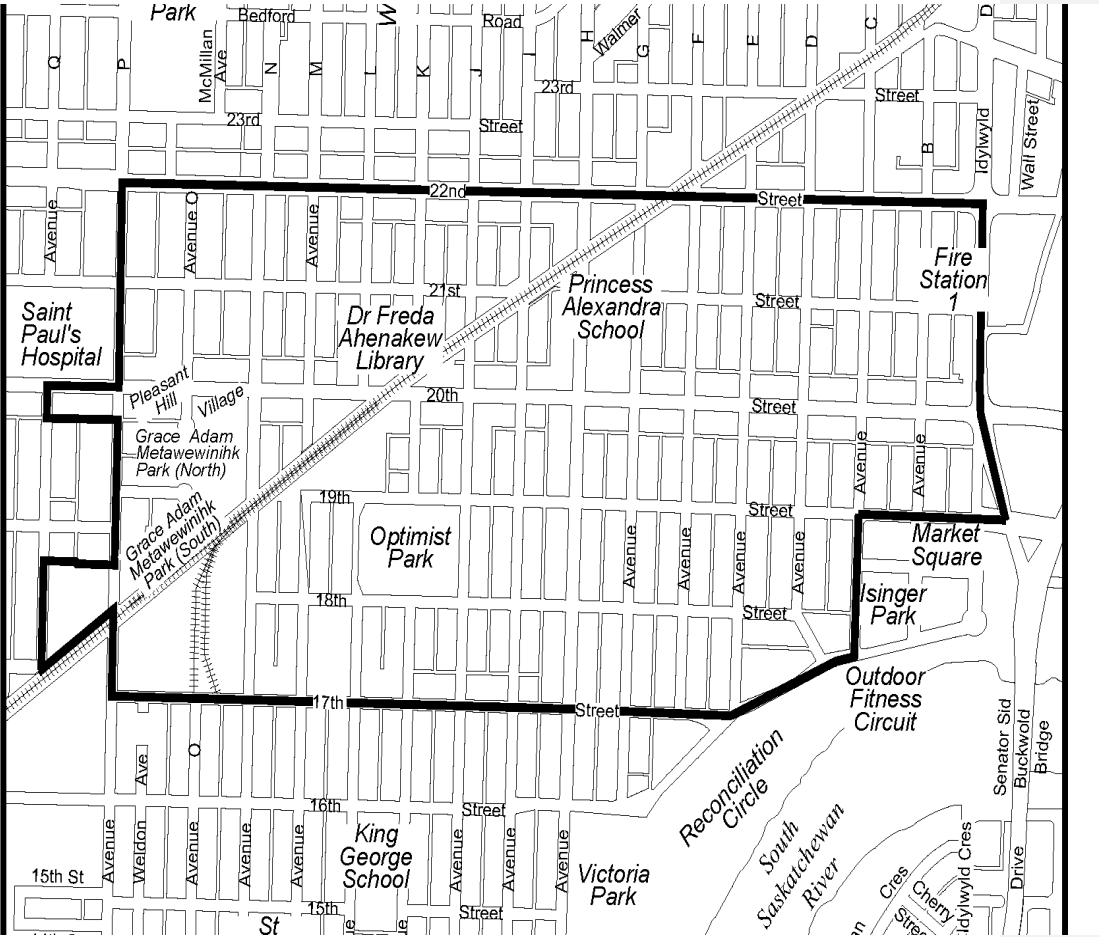 Park
Bedford
Road
W
Walmer
Q
P
McMillan
Ave
N
M
L
K
J
I
H
G
F
E
D
C
D
23rd
Street
23rd
Street
B
Idylwyld
Wall Street
22nd
Street
Avenue
Avenue O
Avenue
Fire
Station
1
21st
Street
Saint
Paul's
Hospital
Dr Freda
Ahenakew
Library
Princess
Alexandra
School
Pleasant
Hill
Village
20th
Street
Grace Adam
Metawewinihk
Park (North)
Avenue
Avenue
19th
Street
Grace Adam
Metawewinihk
Park (South)
Optimist
Park
Avenue
Avenue
Avenue
Avenue
Market
Square
18th
Street
Isinger
Park
17th
Street
Outdoor
Fitness
Circuit
Senator Sid
Buckwold
Bridge
O
Ave
Reconciliation
Circle
16th
Street
Avenue
Weldon
Avenue
Avenue
Avenue
King
George
School
Avenue
Avenue
Avenue
Victoria
Park
South
Saskatchewan
River
15th St
15th
Street
St
Cres
Cherry
Idylwyld Cres
Drive